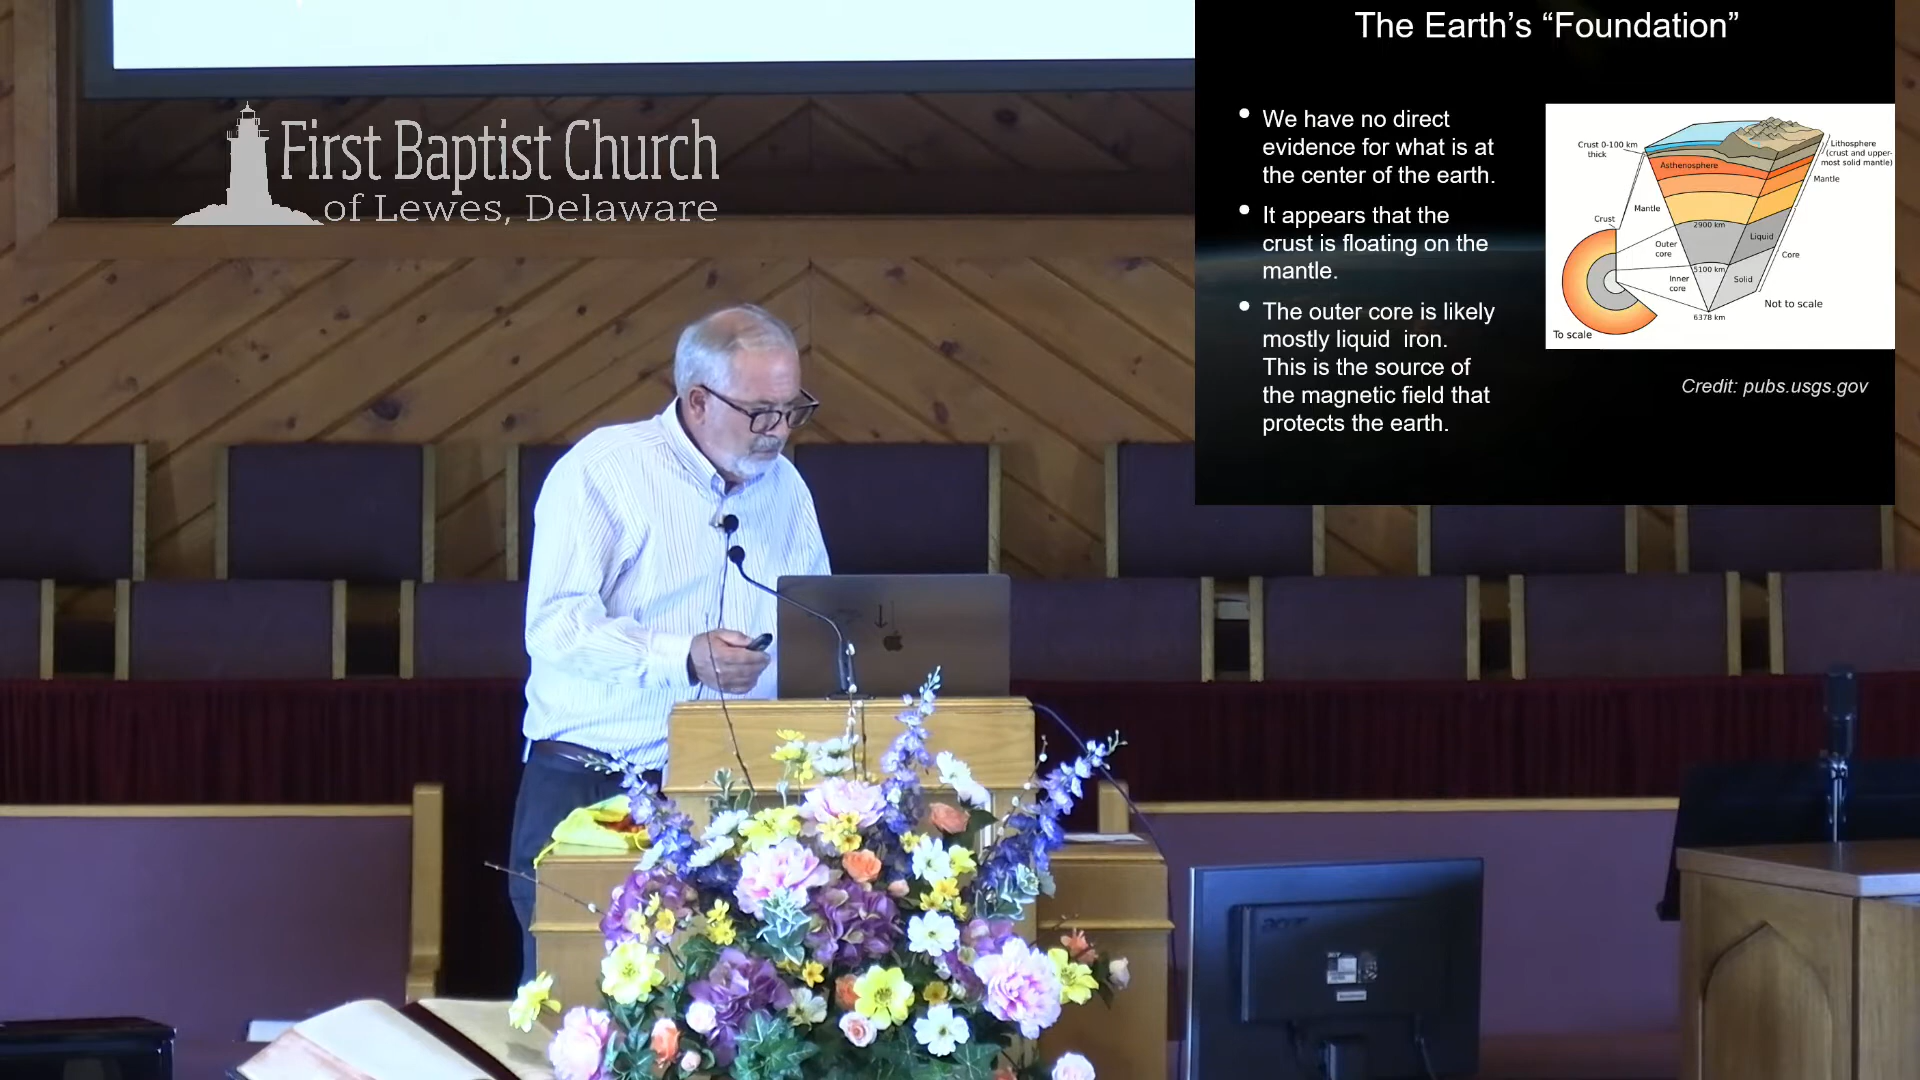 The Earth's “Foundation”
First Baptist Church
of Lewes, Delaware
• We have no direct
evidence for what is at
the center of the earth.
• It appears that the
crust is floating on the
mantle.
• The outer core is likely
mostly liquid  iron.
This is the source of
the magnetic field that
protects the earth.
Crust 0-100 km
thick
Asthenosphere
Lithosphere
(crust and upper-
most solid mantle)
Mantle
Mantle
Crust
2900 km
Outer
core
Liquid
Core
5100 km
Inner
core
Solid
Not to scale
6378 km
To scale
Credit: pubs.usgs.gov
acer